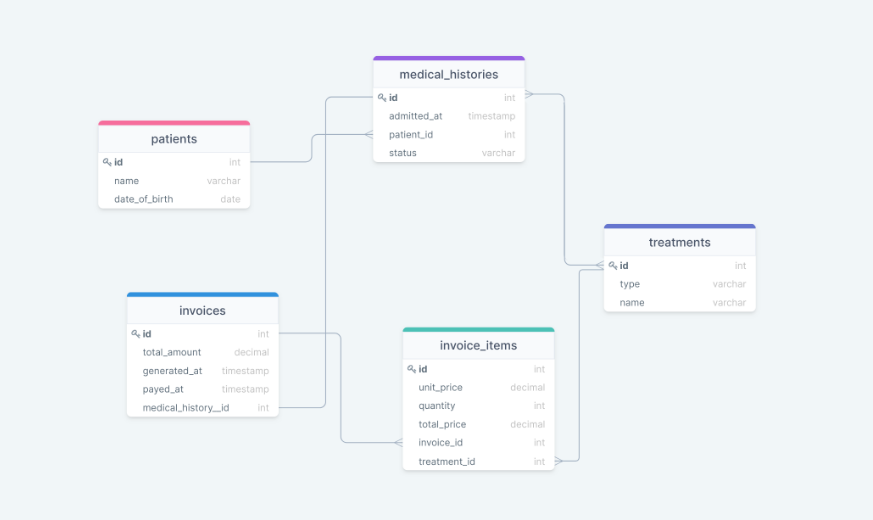 medical_histories
id int
admitted_at timestamp
patient_id int
status varchar
patients
id int
name varchar
date_of_birth date
treatments
id int
type varchar
name varchar
invoices
id int
total_amount decimal
generated_at timestamp
payed_at timestamp
medical_history__id int
invoice_items
id int
unit_price decimal
quantity int
total_price decimal
invoice_id int
treatment_id int